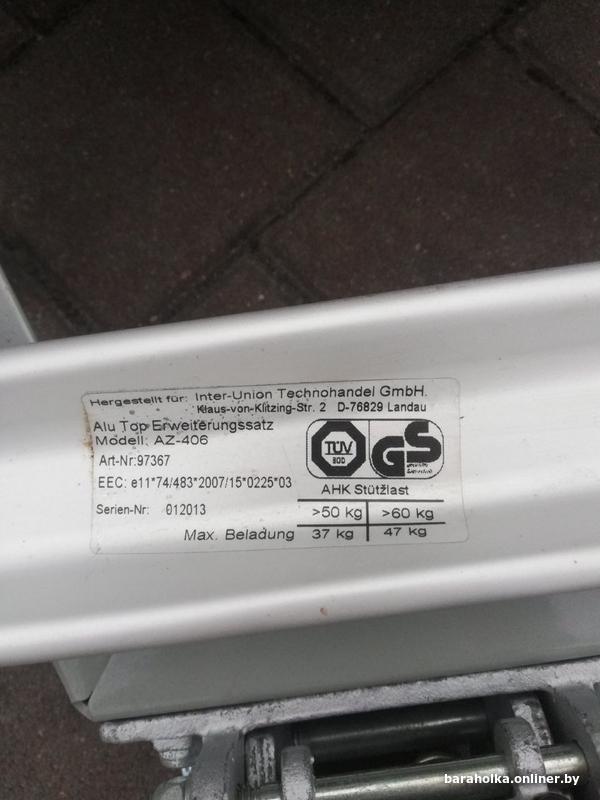 Hergestellt für: Inter-Union Technohandel GmbH.
Klaus-von-Klitzing-Str. 2 D-76829 Landau
Alu Top Erweiterungssatz
Modell: AZ-406
Art-Nr:97367
EEC: e11*74/483*2007/15*0225*03
Serien-Nr: 012013
TÜV
GS
geprüfte
Sicherheit
AHK Stützlast
>50 kg >60 kg
Max. Beladung 37 kg 47 kg
baraholka.onliner.by